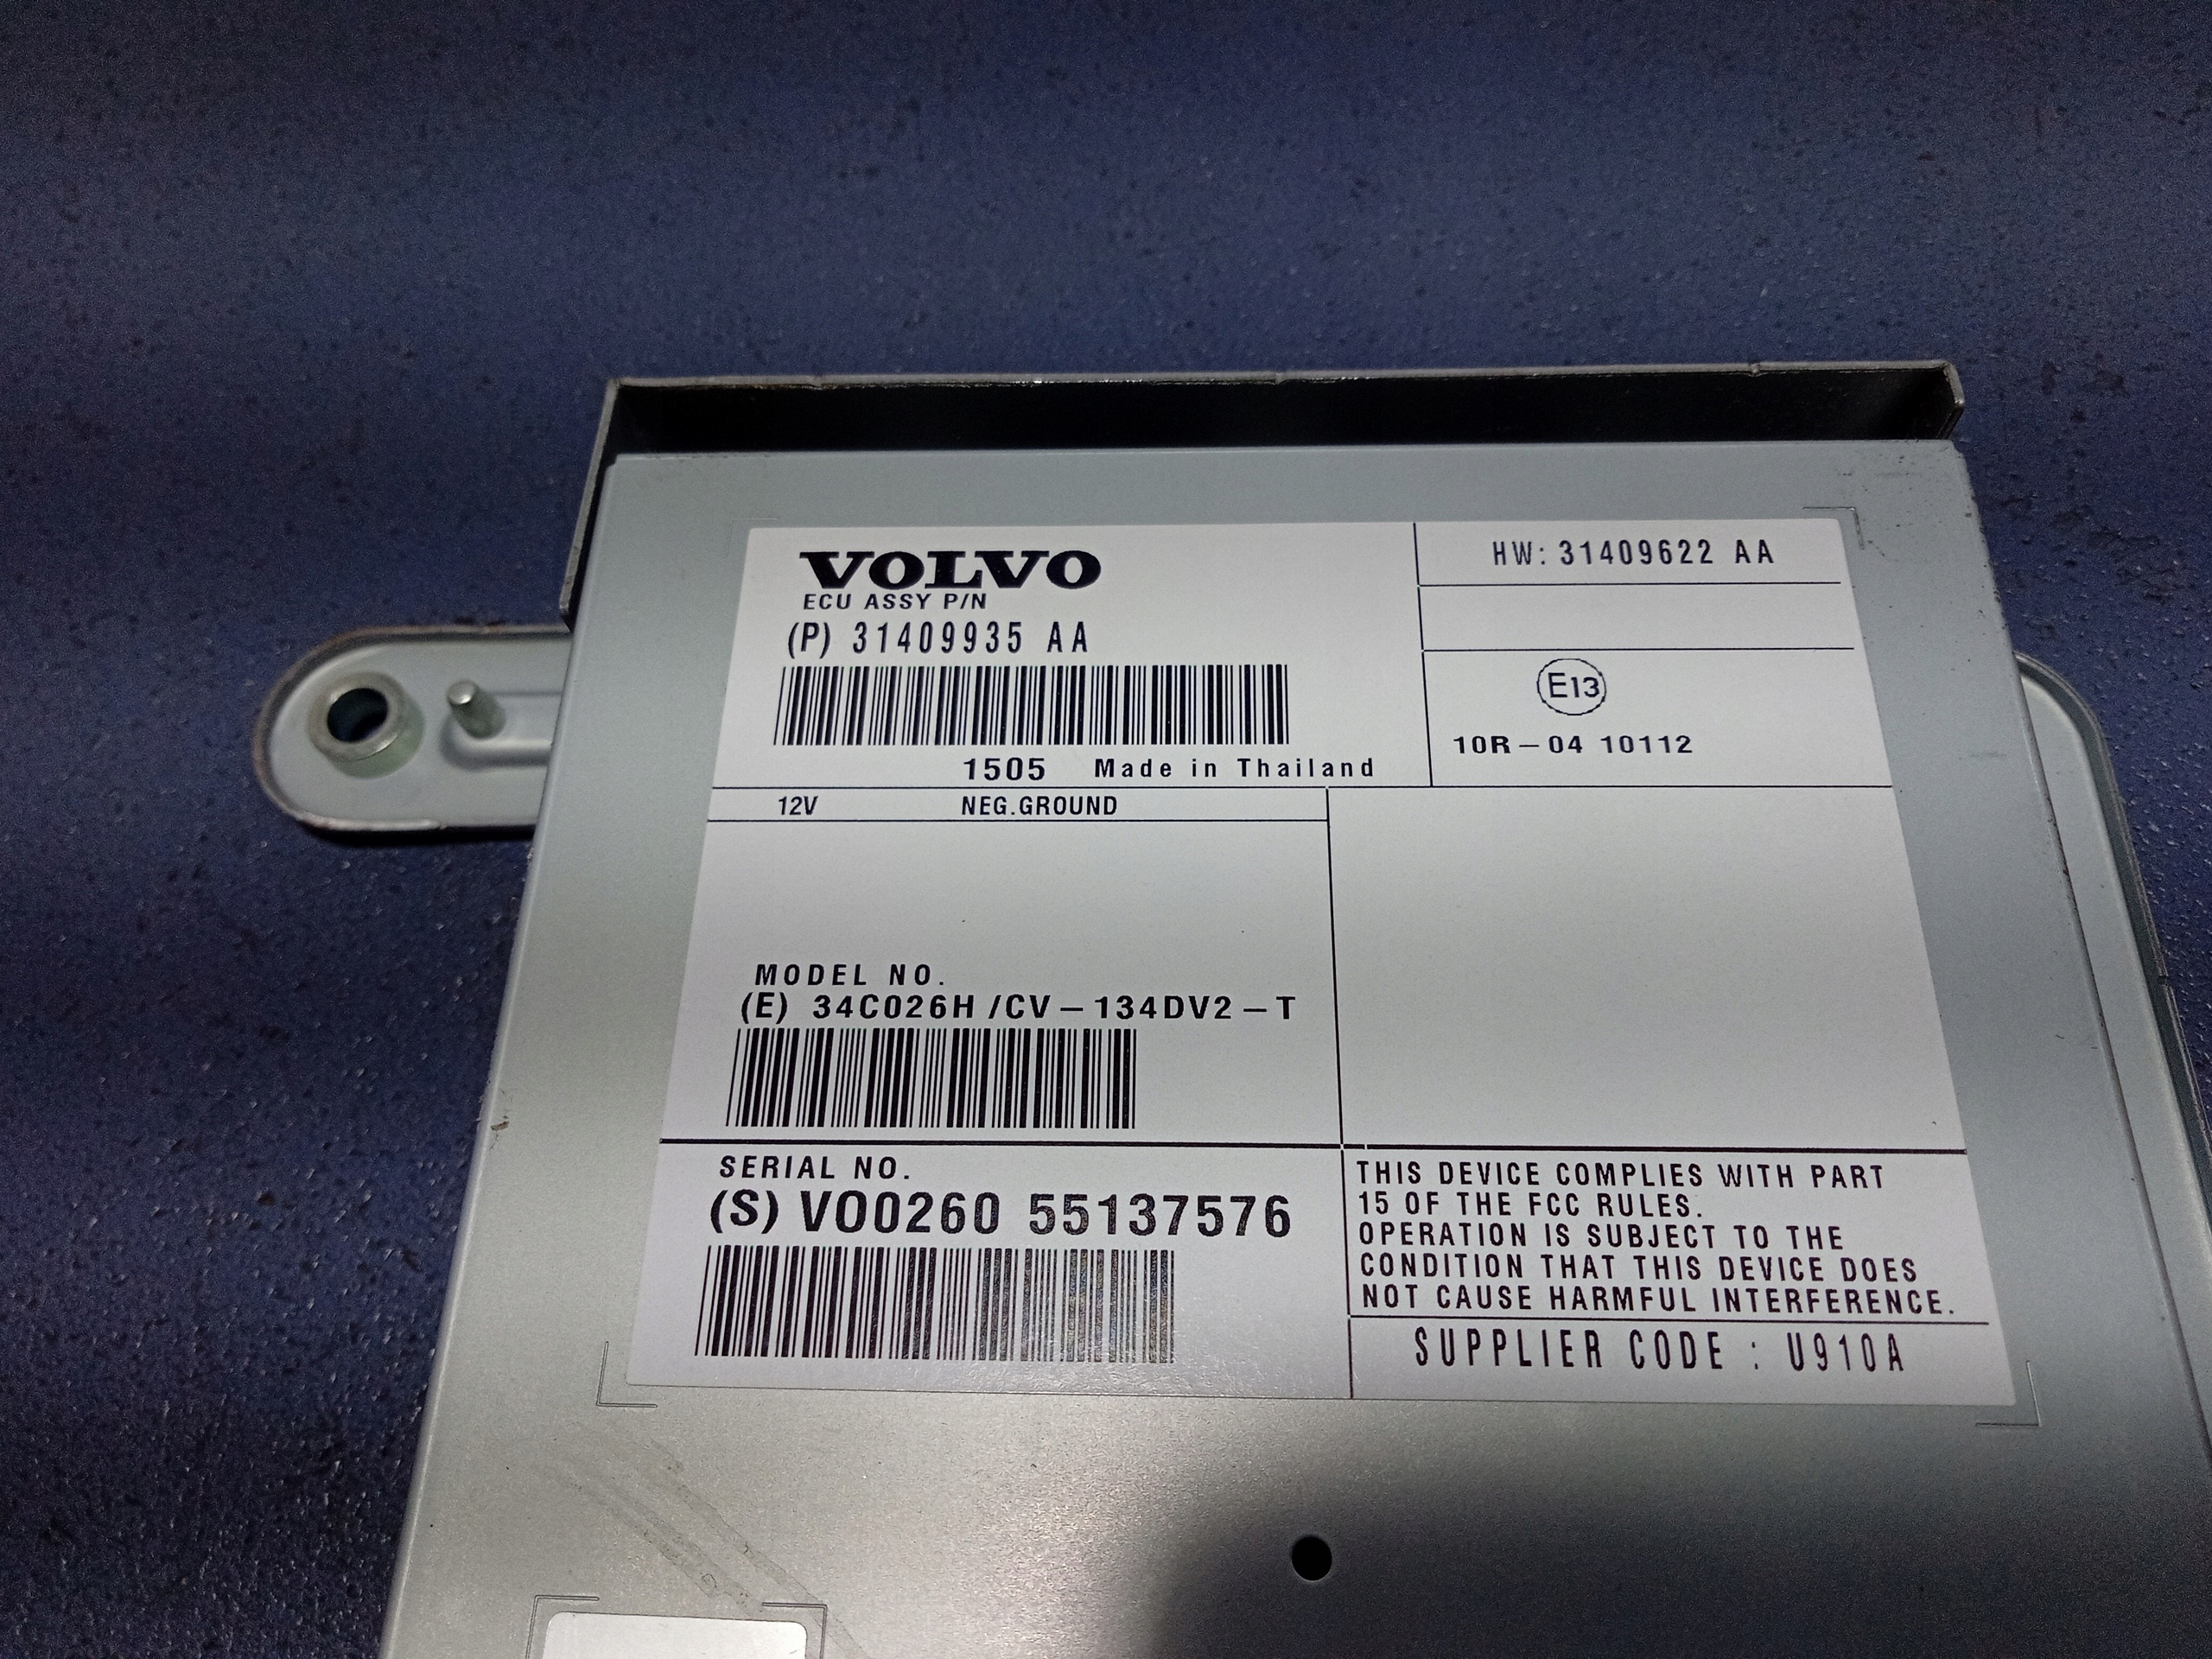 VOLVO
ECU ASSY P/N
(P) 31409935 AA
1505 Made in Thailand
HW: 31409622 AA
E13
10R-04 10112
12V NEG.GROUND
MODEL NO.
(E) 34C026H /CV-134DV2-T
SERIAL NO.
(S) VO0260 55137576
THIS DEVICE COMPLIES WITH PART
15 OF THE FCC RULES.
OPERATION IS SUBJECT TO THE
CONDITION THAT THIS DEVICE DOES
NOT CAUSE HARMFUL INTERFERENCE.
SUPPLIER CODE : U910A